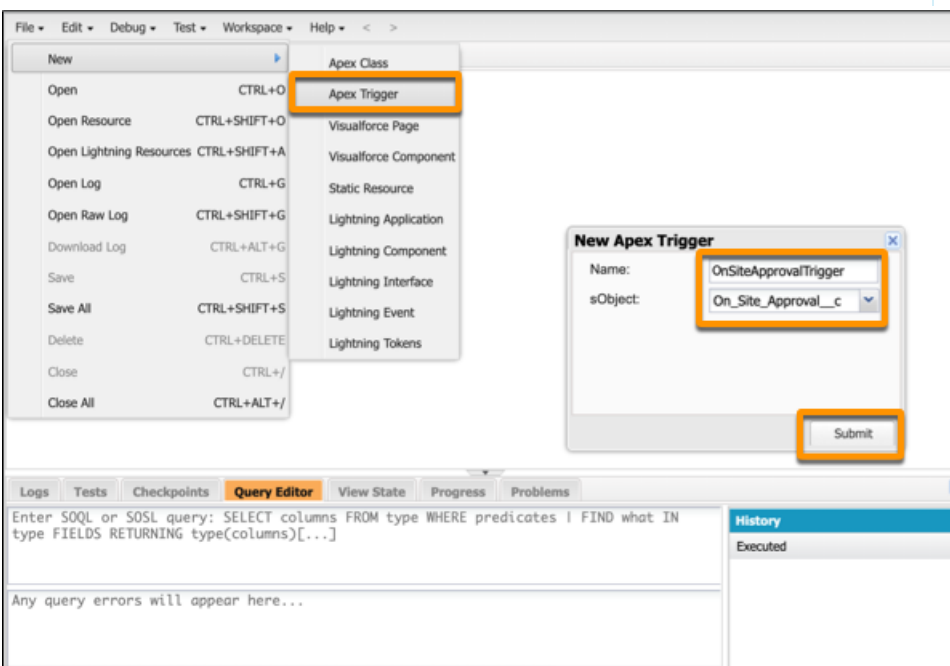 File Edit Debug Test Workspace Help < >
New
Open CTRL+O
Open Resource CTRL+SHIFT+O
Open Lightning Resources CTRL+SHIFT+A
Open Log CTRL+G
Open Raw Log CTRL+SHIFT+G
Download Log CTRL+ALT+G
Save CTRL+S
Save All CTRL+SHIFT+S
Delete CTRL+DELETE
Close CTRL+/
Close All CTRL+ALT+/
Apex Class
Apex Trigger
Visualforce Page
Visualforce Component
Static Resource
Lightning Application
Lightning Component
Lightning Interface
Lightning Event
Lightning Tokens
New Apex Trigger
Name: OnSiteApprovalTrigger
sObject: On_Site_Approval__c
Submit
Logs Tests Checkpoints Query Editor View State Progress Problems
Enter SOQL or SOSL query: SELECT columns FROM type WHERE predicates | FIND what IN
type FIELDS RETURNING type(columns)[...]
Any query errors will appear here...
History
Executed